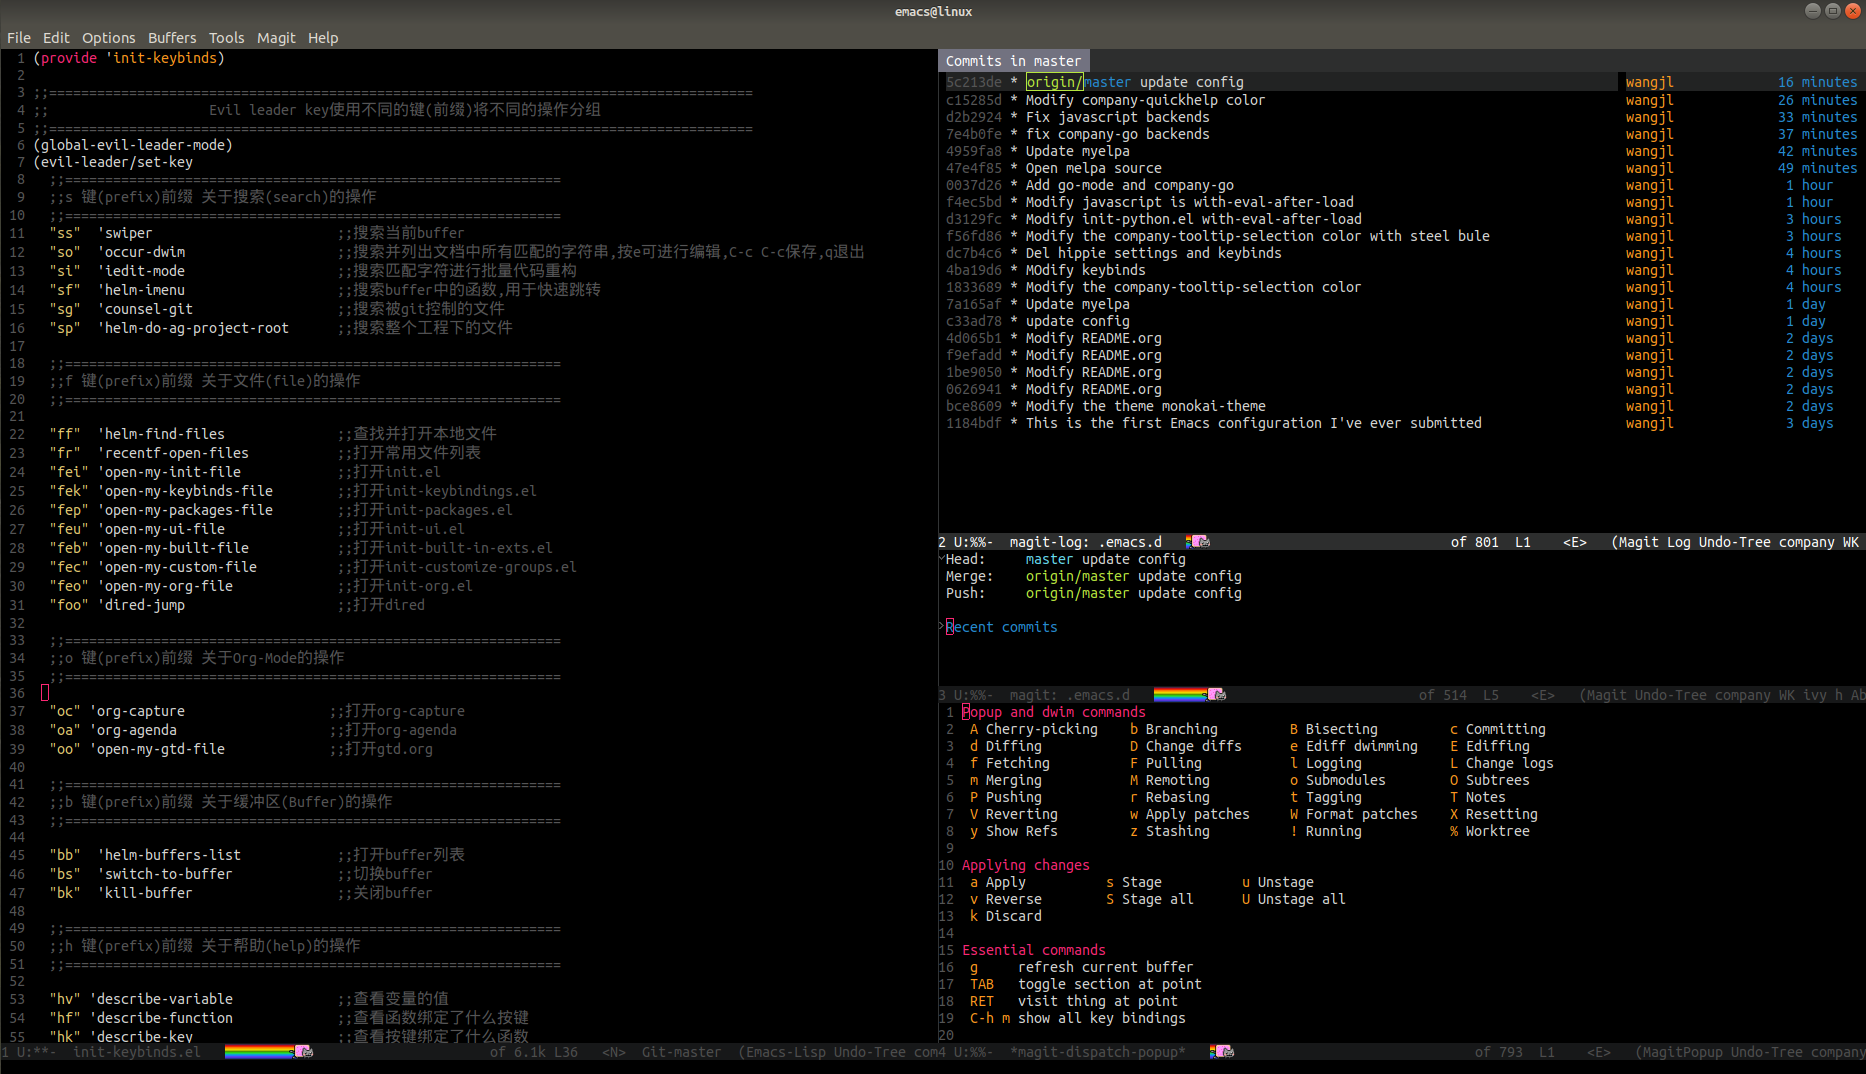 emacs@linux
File Edit Options Buffers Tools Magit Help
1 (provide 'init-keybinds)
2
3 ;;========================================================================================
4 ;;                    Evil leader key使用不同的键(前缀)将不同的操作分组
5 ;;========================================================================================
6 (global-evil-leader-mode)
7 (evil-leader/set-key
8 ;;==============================================================
9 ;;s 键(prefix)前缀 关于搜索(search)的操作
10 ;;==============================================================
11 "ss"  'swiper                       ;;搜索当前buffer
12 "so"  'occur-dwim                   ;;搜索并列出文档中所有匹配的字符串,按e可进行编辑,C-c C-c保存,q退出
13 "si"  'iedit-mode                   ;;搜索匹配字符进行批量代码重构
14 "sf"  'helm-imenu                   ;;搜索buffer中的函数,用于快速跳转
15 "sg"  'counsel-git                  ;;搜索被git控制的文件
16 "sp"  'helm-do-ag-project-root      ;;搜索整个工程下的文件
17
18 ;;==============================================================
19 ;;f 键(prefix)前缀 关于文件(file)的操作
20 ;;==============================================================
21
22 "ff"  'helm-find-files              ;;查找并打开本地文件
23 "fr"  'recentf-open-files           ;;打开常用文件列表
24 "fei" 'open-my-init-file            ;;打开init.el
25 "fek" 'open-my-keybinds-file        ;;打开init-keybindings.el
26 "fep" 'open-my-packages-file        ;;打开init-packages.el
27 "feu" 'open-my-ui-file              ;;打开init-ui.el
28 "feb" 'open-my-built-file           ;;打开init-built-in-exts.el
29 "fec" 'open-my-custom-file          ;;打开init-customize-groups.el
30 "feo" 'open-my-org-file             ;;打开init-org.el
31 "foo" 'dired-jump                   ;;打开dired
32
33 ;;==============================================================
34 ;;o 键(prefix)前缀 关于Org-Mode的操作
35 ;;==============================================================
36
37 "oc" 'org-capture                  ;;打开org-capture
38 "oa" 'org-agenda                   ;;打开org-agenda
39 "oo" 'open-my-gtd-file             ;;打开gtd.org
40
41 ;;==============================================================
42 ;;b 键(prefix)前缀 关于缓冲区(Buffer)的操作
43 ;;==============================================================
44
45 "bb"  'helm-buffers-list            ;;打开buffer列表
46 "bs"  'switch-to-buffer             ;;切换buffer
47 "bk"  'kill-buffer                  ;;关闭buffer
48
49 ;;==============================================================
50 ;;h 键(prefix)前缀 关于帮助(help)的操作
51 ;;==============================================================
52
53 "hv" 'describe-variable             ;;查看变量的值
54 "hf" 'describe-function             ;;查看函数绑定了什么按键
55 "hk" 'describe-key                  ;;查看按键绑定了什么函数
1 U:**-  init-keybinds.el   of 6.1k L36   <N>  Git-master  (Emacs-Lisp Undo-Tree com
Commits in master
5c213de * origin/master update config wangjl 16 minutes
c15285d * Modify company-quickhelp color wangjl 26 minutes
d2b2924 * Fix javascript backends wangjl 33 minutes
7e4b0fe * fix company-go backends wangjl 37 minutes
4959fa8 * Update myelpa wangjl 42 minutes
47e4f85 * Open melpa source wangjl 49 minutes
0037d26 * Add go-mode and company-go wangjl 1 hour
f4ec5bd * Modify javascript is with-eval-after-load wangjl 1 hour
d3129fc * Modify init-python.el with-eval-after-load wangjl 3 hours
f56fd86 * Modify the company-tooltip-selection color with steel bule wangjl 3 hours
dc7b4c6 * Del hippie settings and keybinds wangjl 4 hours
4ba19d6 * MOdify keybinds wangjl 4 hours
1833689 * Modify the company-tooltip-selection color wangjl 4 hours
7a165af * Update myelpa wangjl 1 day
c33ad78 * update config wangjl 1 day
4d065b1 * Modify README.org wangjl 2 days
f9efadd * Modify README.org wangjl 2 days
1be9050 * Modify README.org wangjl 2 days
0626941 * Modify README.org wangjl 2 days
bce8609 * Modify the theme monokai-theme wangjl 2 days
1184bdf * This is the first Emacs configuration I've ever submitted wangjl 3 days
2 U:%%-  magit-log: .emacs.d   of 801  L1    <E>   (Magit Log Undo-Tree company WK
Head:     master update config
Merge:    origin/master update config
Push:     origin/master update config
Recent commits
3 U:%%-  magit: .emacs.d   of 514  L5    <E>   (Magit Undo-Tree company WK ivy h Ab
1 Popup and dwim commands
2 A Cherry-picking    b Branching         B Bisecting         c Committing
3 d Diffing           D Change diffs      e Ediff dwimming    E Ediffing
4 f Fetching          F Pulling           l Logging           L Change logs
5 m Merging           M Remoting          o Submodules        O Subtrees
6 P Pushing           r Rebasing          t Tagging           T Notes
7 V Reverting         w Apply patches     W Format patches    X Resetting
8 y Show Refs         z Stashing          ! Running           % Worktree
9
10 Applying changes
11 a Apply          s Stage          u Unstage
12 v Reverse        S Stage all      U Unstage all
13 k Discard
14
15 Essential commands
16 g     refresh current buffer
17 TAB   toggle section at point
18 RET   visit thing at point
19 C-h m show all key bindings
20
4 U:%%-  *magit-dispatch-popup*   of 793  L1    <E>   (MagitPopup Undo-Tree company